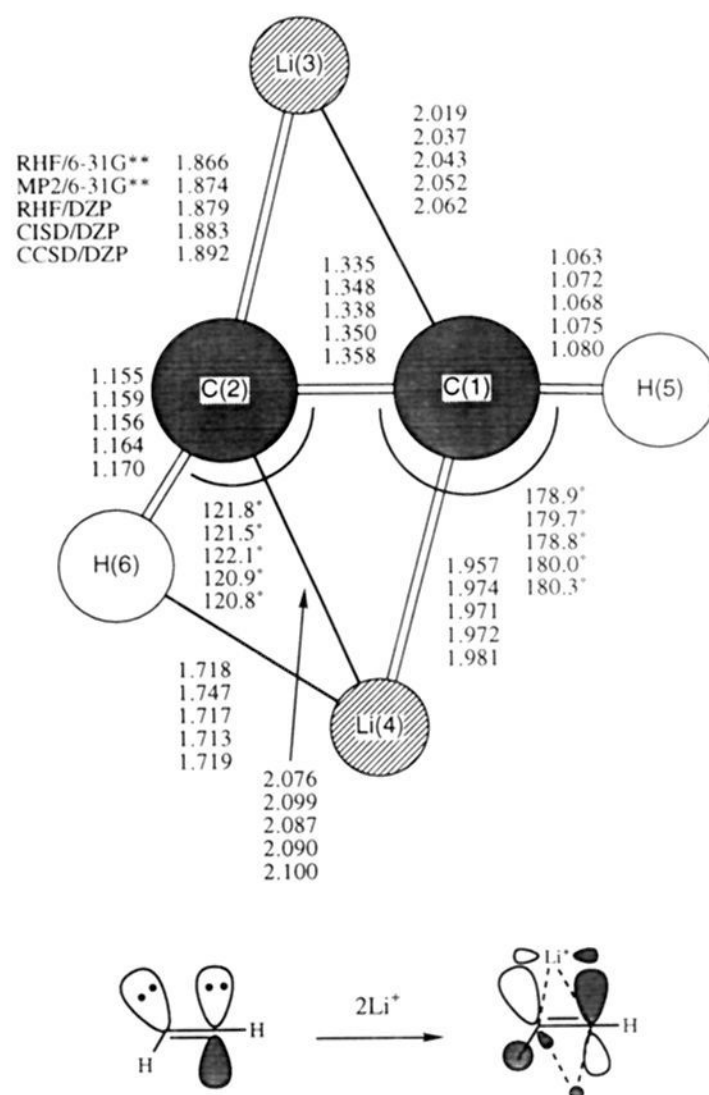 Li(3)
2.019
2.037
2.043
2.052
2.062
RHF/6-31G** 1.866
MP2/6-31G** 1.874
RHF/DZP 1.879
CISD/DZP 1.883
CCSD/DZP 1.892
1.335
1.348
1.338
1.350
1.358
1.063
1.072
1.068
1.075
1.080
C(2)
C(1)
H(5)
1.155
1.159
1.156
1.164
1.170
121.8°
121.5°
122.1°
120.9°
120.8°
178.9°
179.7°
178.8°
180.0°
180.3°
H(6)
1.957
1.974
1.971
1.972
1.981
1.718
1.747
1.717
1.713
1.719
Li(4)
2.076
2.099
2.087
2.090
2.100
H
H
2Li⁺
Li⁺
H